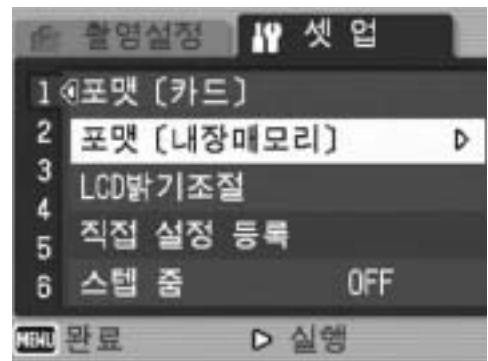 촬영설정 셋 업
1 포맷 [카드]
2 포맷 [내장메모리]
3 LCD밝기조절
4
5 직접 설정 등록
6 스텝 줌 OFF
MENU 완료 실행